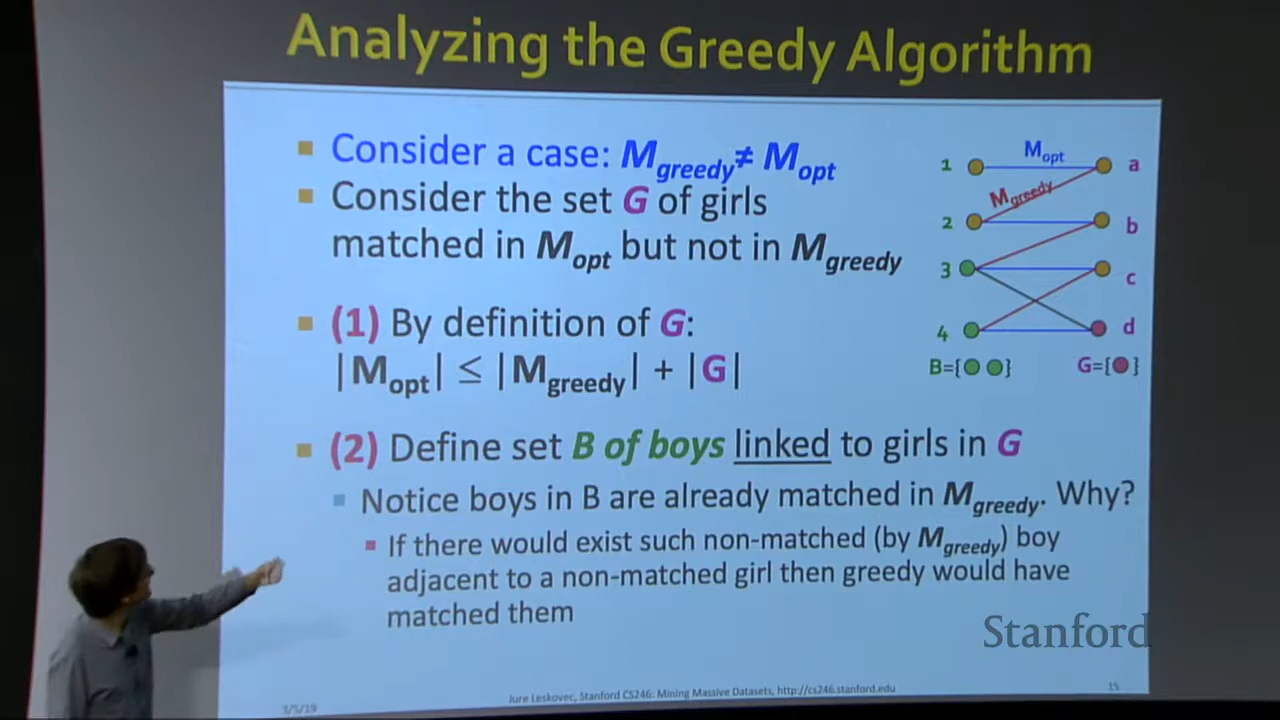 Analyzing the Greedy Algorithm
Consider a case: Mgreedy≠ Mopt
Consider the set G of girls
matched in Mopt but not in Mgreedy
(1) By definition of G:
|Mopt| ≤ |Mgreedy| + |G|
(2) Define set B of boys linked to girls in G
Notice boys in B are already matched in Mgreedy. Why?
If there would exist such non-matched (by Mgreedy) boy
adjacent to a non-matched girl then greedy would have
matched them
1 Mopt a
Mgreedy
2 b
3 c
4 d
B={ } G={ }
Stanford
3/5/19
Jure Leskovec, Stanford CS246: Mining Massive Datasets, http://cs246.stanford.edu
15